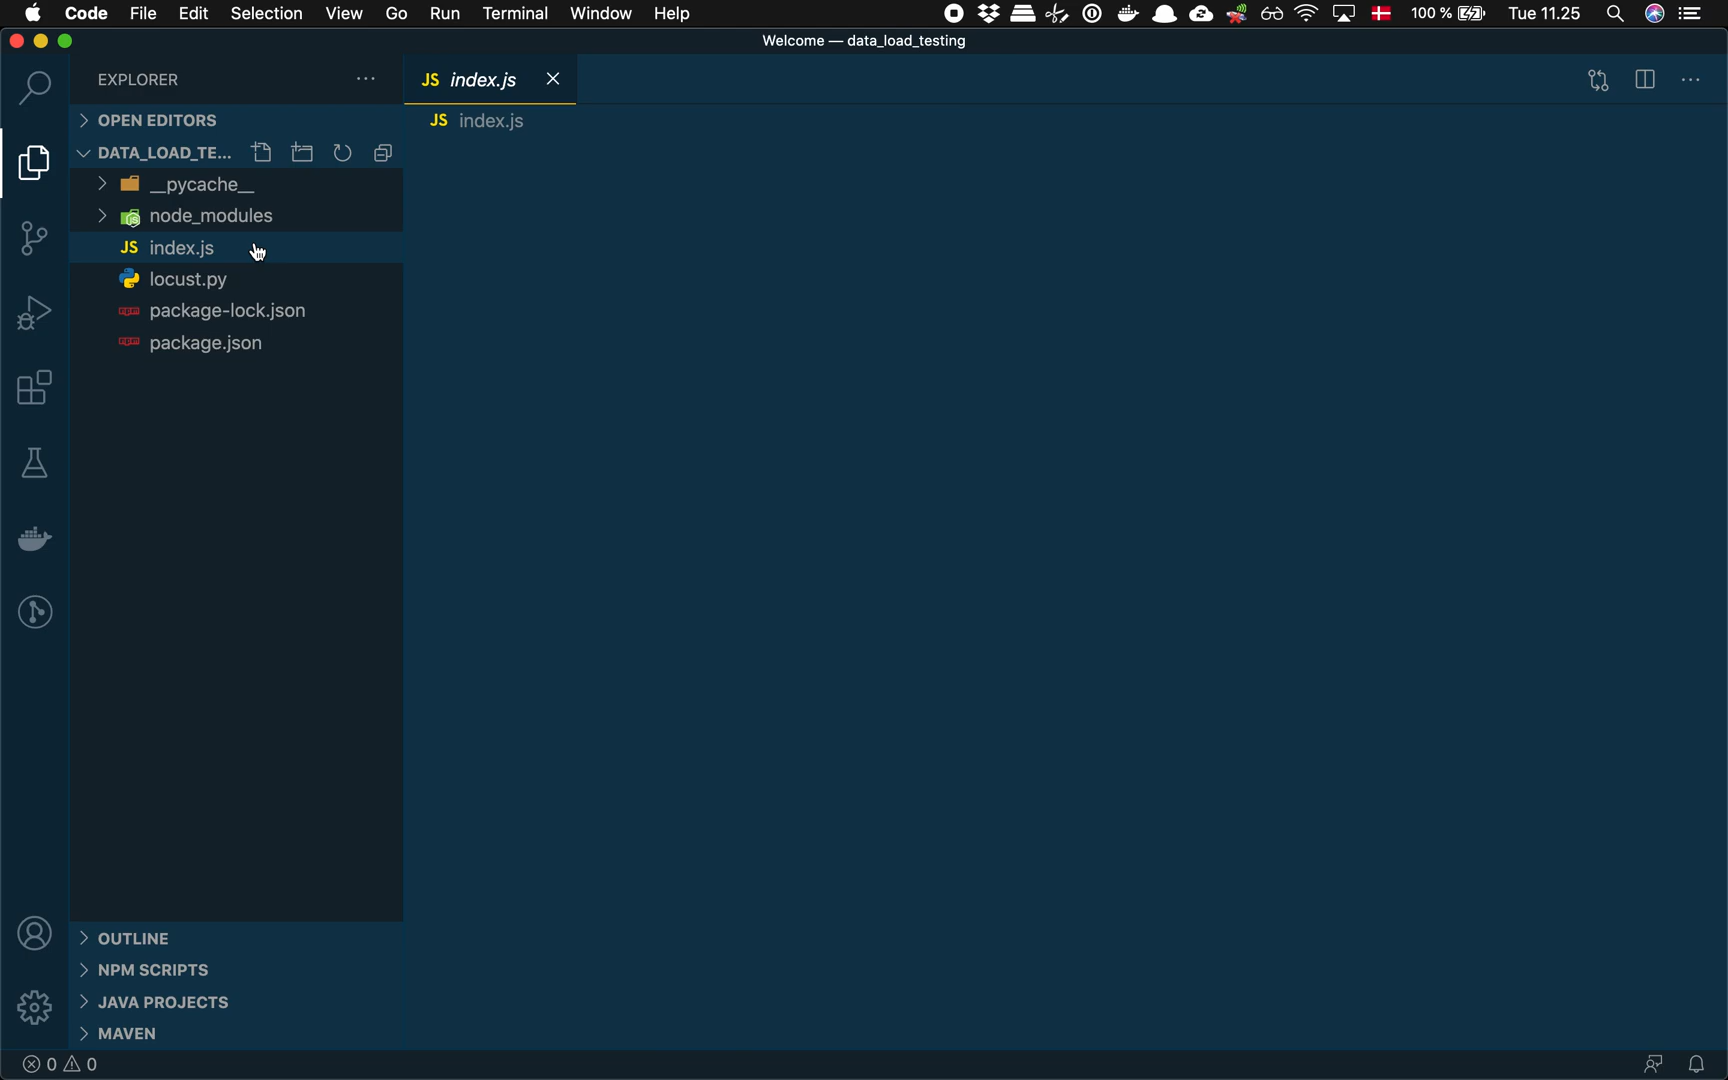 Code File Edit Selection View Go Run Terminal Window Help 100 % Tue 11.25
Welcome — data_load_testing
EXPLORER
JS index.js
OPEN EDITORS
JS index.js
DATA_LOAD_TE...
__pycache__
node_modules
JS index.js
locust.py
package-lock.json
package.json
OUTLINE
NPM SCRIPTS
JAVA PROJECTS
MAVEN
0 0